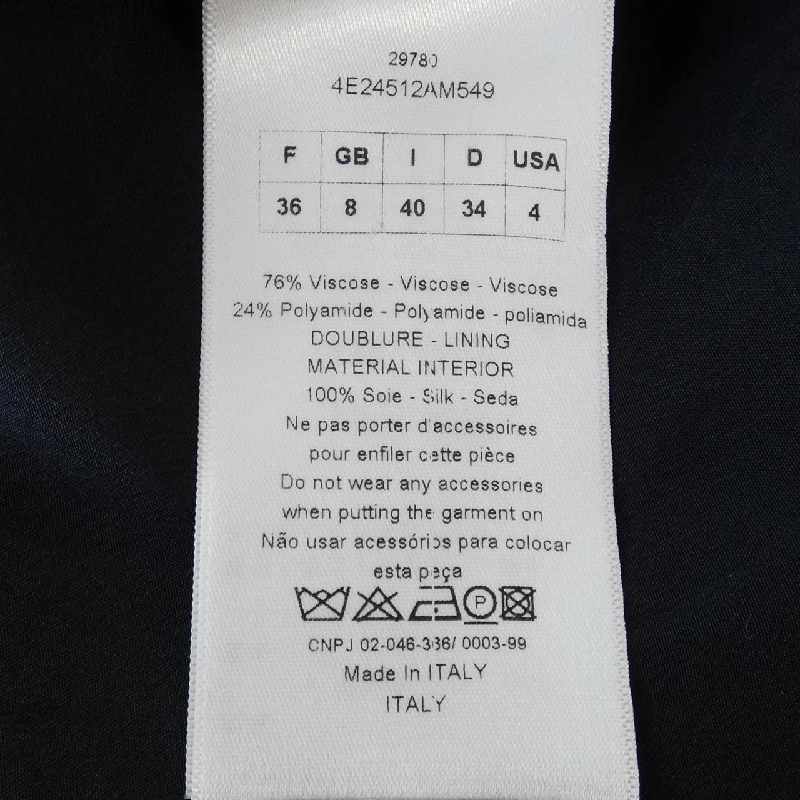 29780
4E24512AM549
F GB I D USA
36 8 40 34 4
76% Viscose - Viscose - Viscose
24% Polyamide - Polyamide - poliamida
DOUBLURE - LINING
MATERIAL INTERIOR
100% Soie - Silk - Seda
Ne pas porter d'accessoires
pour enfiler cette pièce
Do not wear any accessories
when putting the garment on
Não usar acessórios para colocar
esta peça
P
CNPJ 02-046-386/ 0003-99
Made In ITALY
ITALY